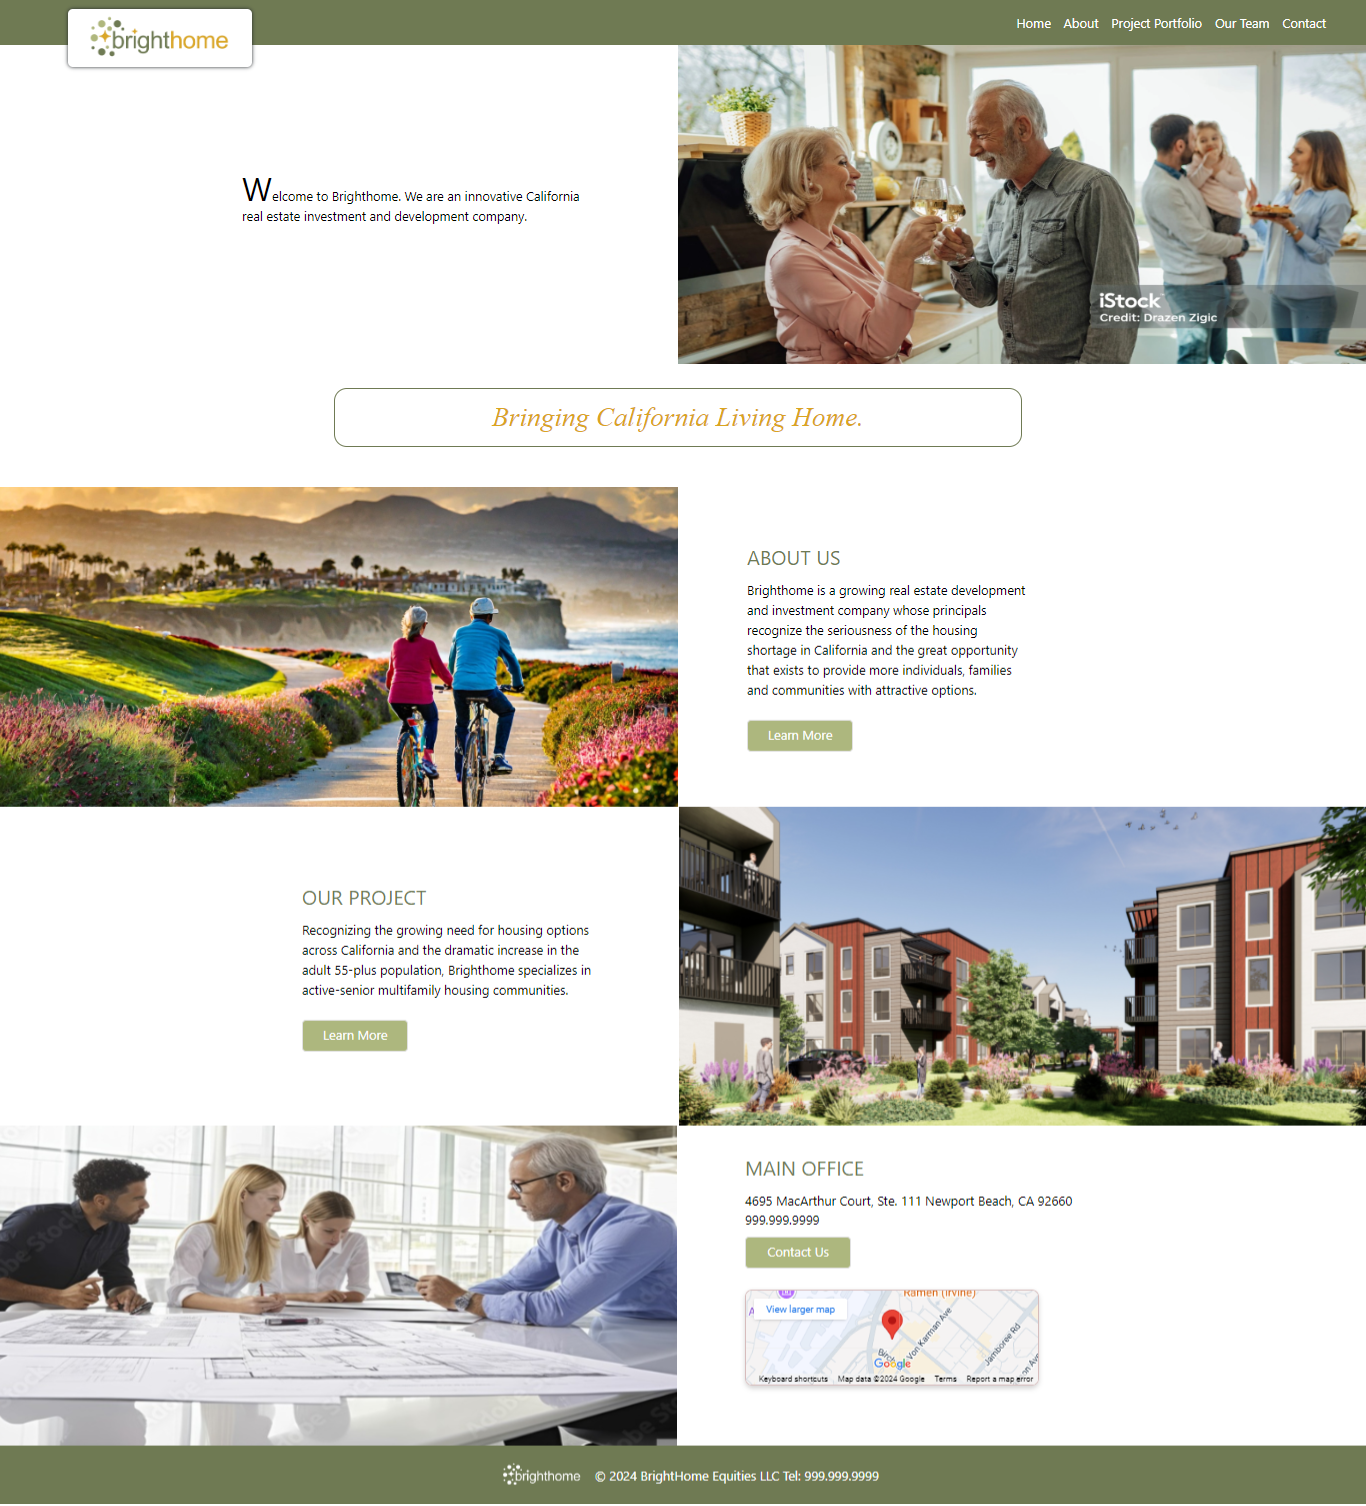 brighthome
Home About Project Portfolio Our Team Contact
Welcome to Brighthome. We are an innovative California
real estate investment and development company.
iStock
Credit: Drazen Zigic
Bringing California Living Home.
ABOUT US
Brighthome is a growing real estate development
and investment company whose principals
recognize the seriousness of the housing
shortage in California and the great opportunity
that exists to provide more individuals, families
and communities with attractive options.
Learn More
OUR PROJECT
Recognizing the growing need for housing options
across California and the dramatic increase in the
adult 55-plus population, Brighthome specializes in
active-senior multifamily housing communities.
Learn More
MAIN OFFICE
4695 MacArthur Court, Ste. 111 Newport Beach, CA 92660
999.999.9999
Contact Us
Ramen (Irvine)
View larger map
Von Karman Ave
Jamboree Rd
Google
Keyboard shortcuts Map data ©2024 Google Terms Report a map error
brighthome © 2024 BrightHome Equities LLC Tel: 999.999.9999